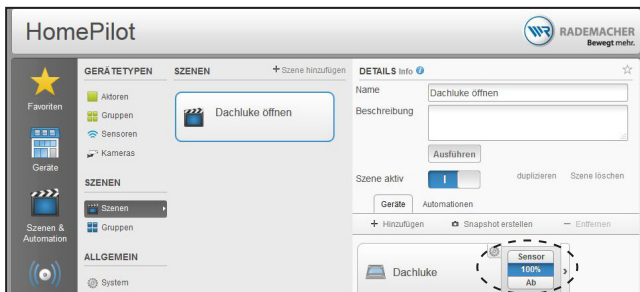 HomePilot
RADEMACHER
Bewegt mehr.
Favoriten
Geräte
Szenen &
Automation
GERÄTETYPEN
Aktoren
Gruppen
Sensoren
Kameras
SZENEN
Szenen
Gruppen
ALLGEMEIN
System
SZENEN
+ Szene hinzufügen
Dachluke öffnen
DETAILS Info
Name
Dachluke öffnen
Beschreibung
Ausführen
Szene aktiv
I
duplizieren
Szene löschen
Geräte
Automationen
+ Hinzufügen
Snapshot erstellen
− Entfernen
Dachluke
Sensor
100%
Ab